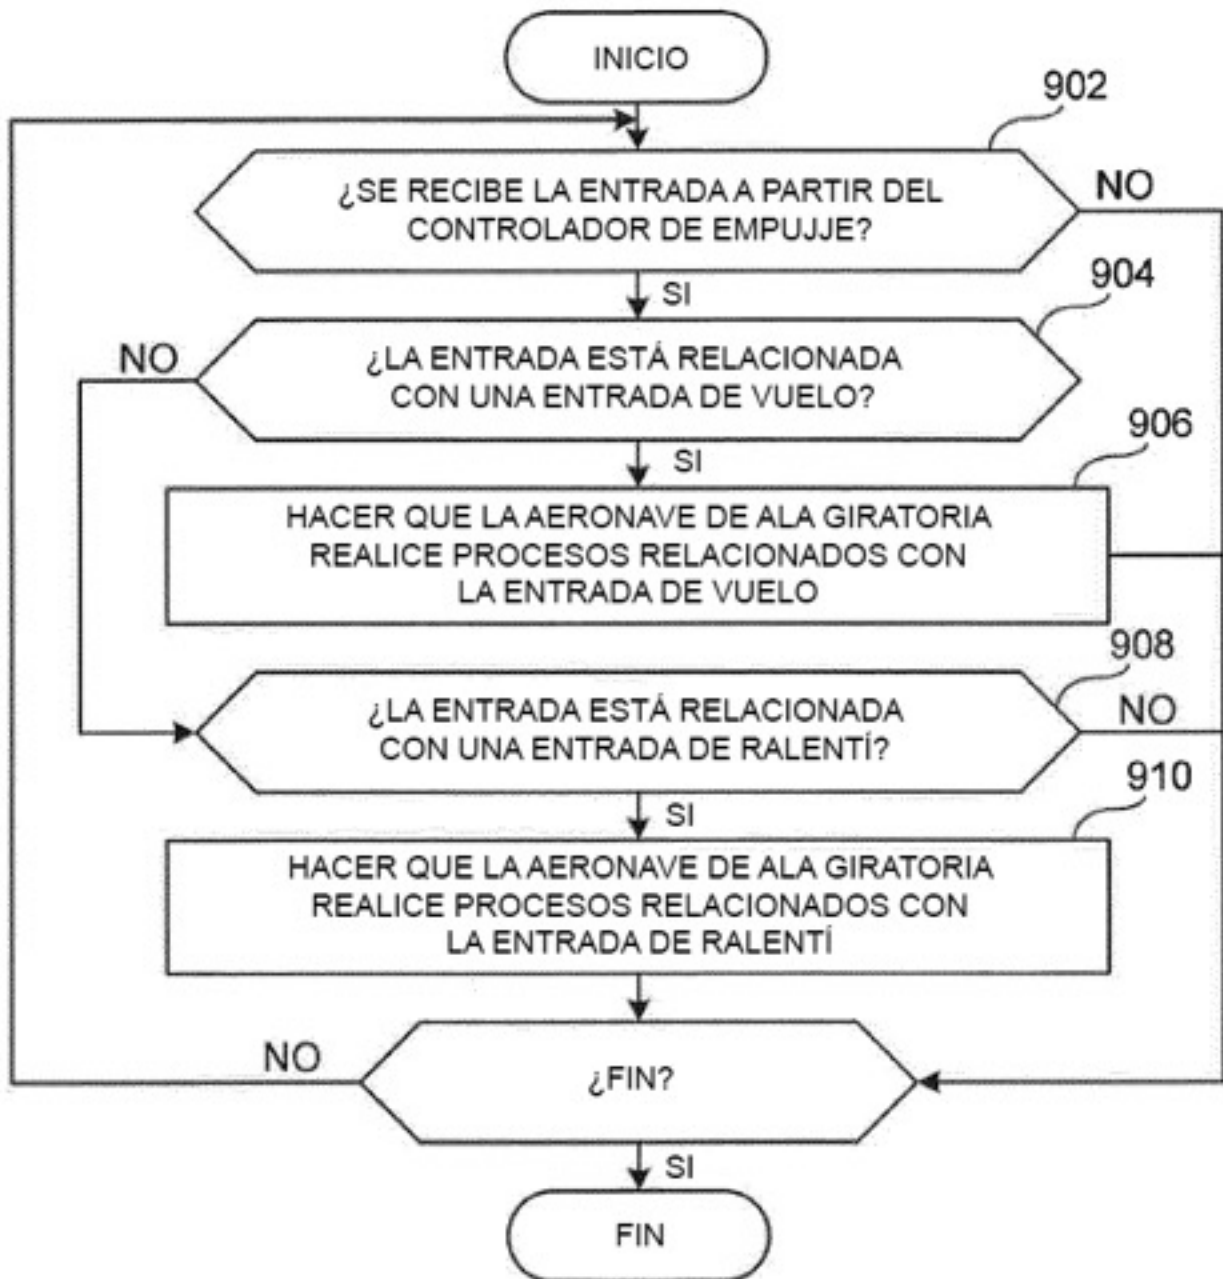 INICIO
902
¿SE RECIBE LA ENTRADA A PARTIR DEL
CONTROLADOR DE EMPUJJE?
NO
SI
904
NO
¿LA ENTRADA ESTÁ RELACIONADA
CON UNA ENTRADA DE VUELO?
SI
906
HACER QUE LA AERONAVE DE ALA GIRATORIA
REALICE PROCESOS RELACIONADOS CON
LA ENTRADA DE VUELO
908
¿LA ENTRADA ESTÁ RELACIONADA
CON UNA ENTRADA DE RALENTÍ?
NO
SI
910
HACER QUE LA AERONAVE DE ALA GIRATORIA
REALICE PROCESOS RELACIONADOS CON
LA ENTRADA DE RALENTÍ
NO
¿FIN?
SI
FIN